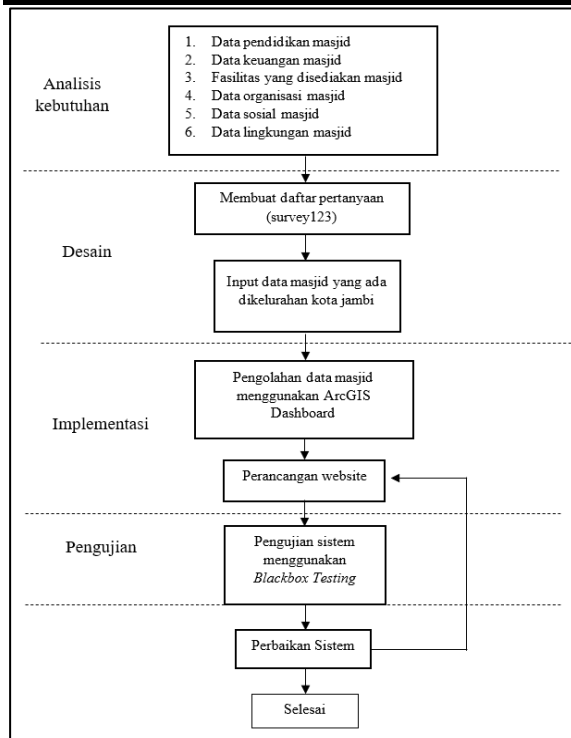 Analisis
kebutuhan
1. Data pendidikan masjid
2. Data keuangan masjid
3. Fasilitas yang disediakan masjid
4. Data organisasi masjid
5. Data sosial masjid
6. Data lingkungan masjid
Desain
Membuat daftar pertanyaan
(survey123)
Input data masjid yang ada
dikelurahan kota jambi
Implementasi
Pengolahan data masjid
menggunakan ArcGIS
Dashboard
Perancangan website
Pengujian
Pengujian sistem
menggunakan
Blackbox Testing
Perbaikan Sistem
Selesai